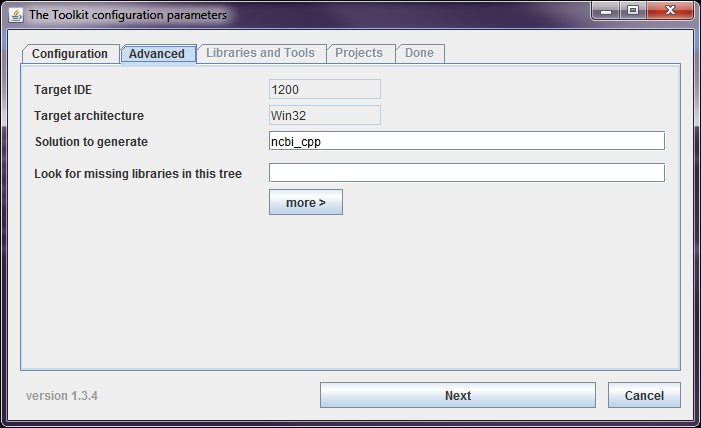 The Toolkit configuration parameters
Configuration Advanced Libraries and Tools Projects Done
Target IDE 1200
Target architecture Win32
Solution to generate ncbi_cpp
Look for missing libraries in this tree
more >
version 1.3.4 Next Cancel